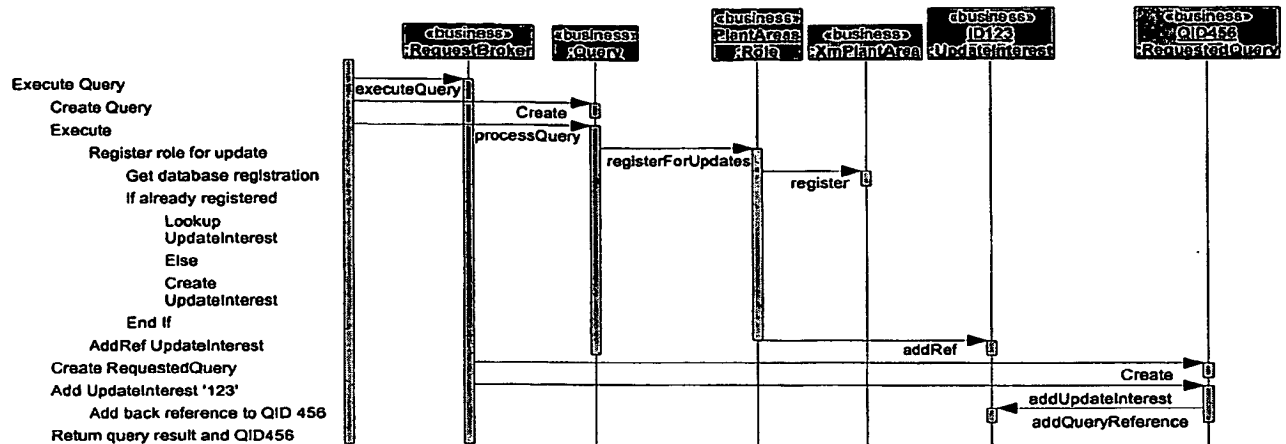 «business»
:RequestBroker
«business»
:Query
«business»
PlantAreas
:Role
«business»
:XmPlantArea
«business»
ID123
:UpdateInterest
«business»
QID456
:RequestedQuery
Execute Query
executeQuery
Create Query
Create
Execute
processQuery
Register role for update
registerForUpdates
Get database registration
register
If already registered
Lookup
UpdateInterest
Else
Create
UpdateInterest
End If
AddRef UpdateInterest
addRef
Create RequestedQuery
Create
Add UpdateInterest '123'
addUpdateInterest
Add back reference to QID 456
addQueryReference
Return query result and QID456